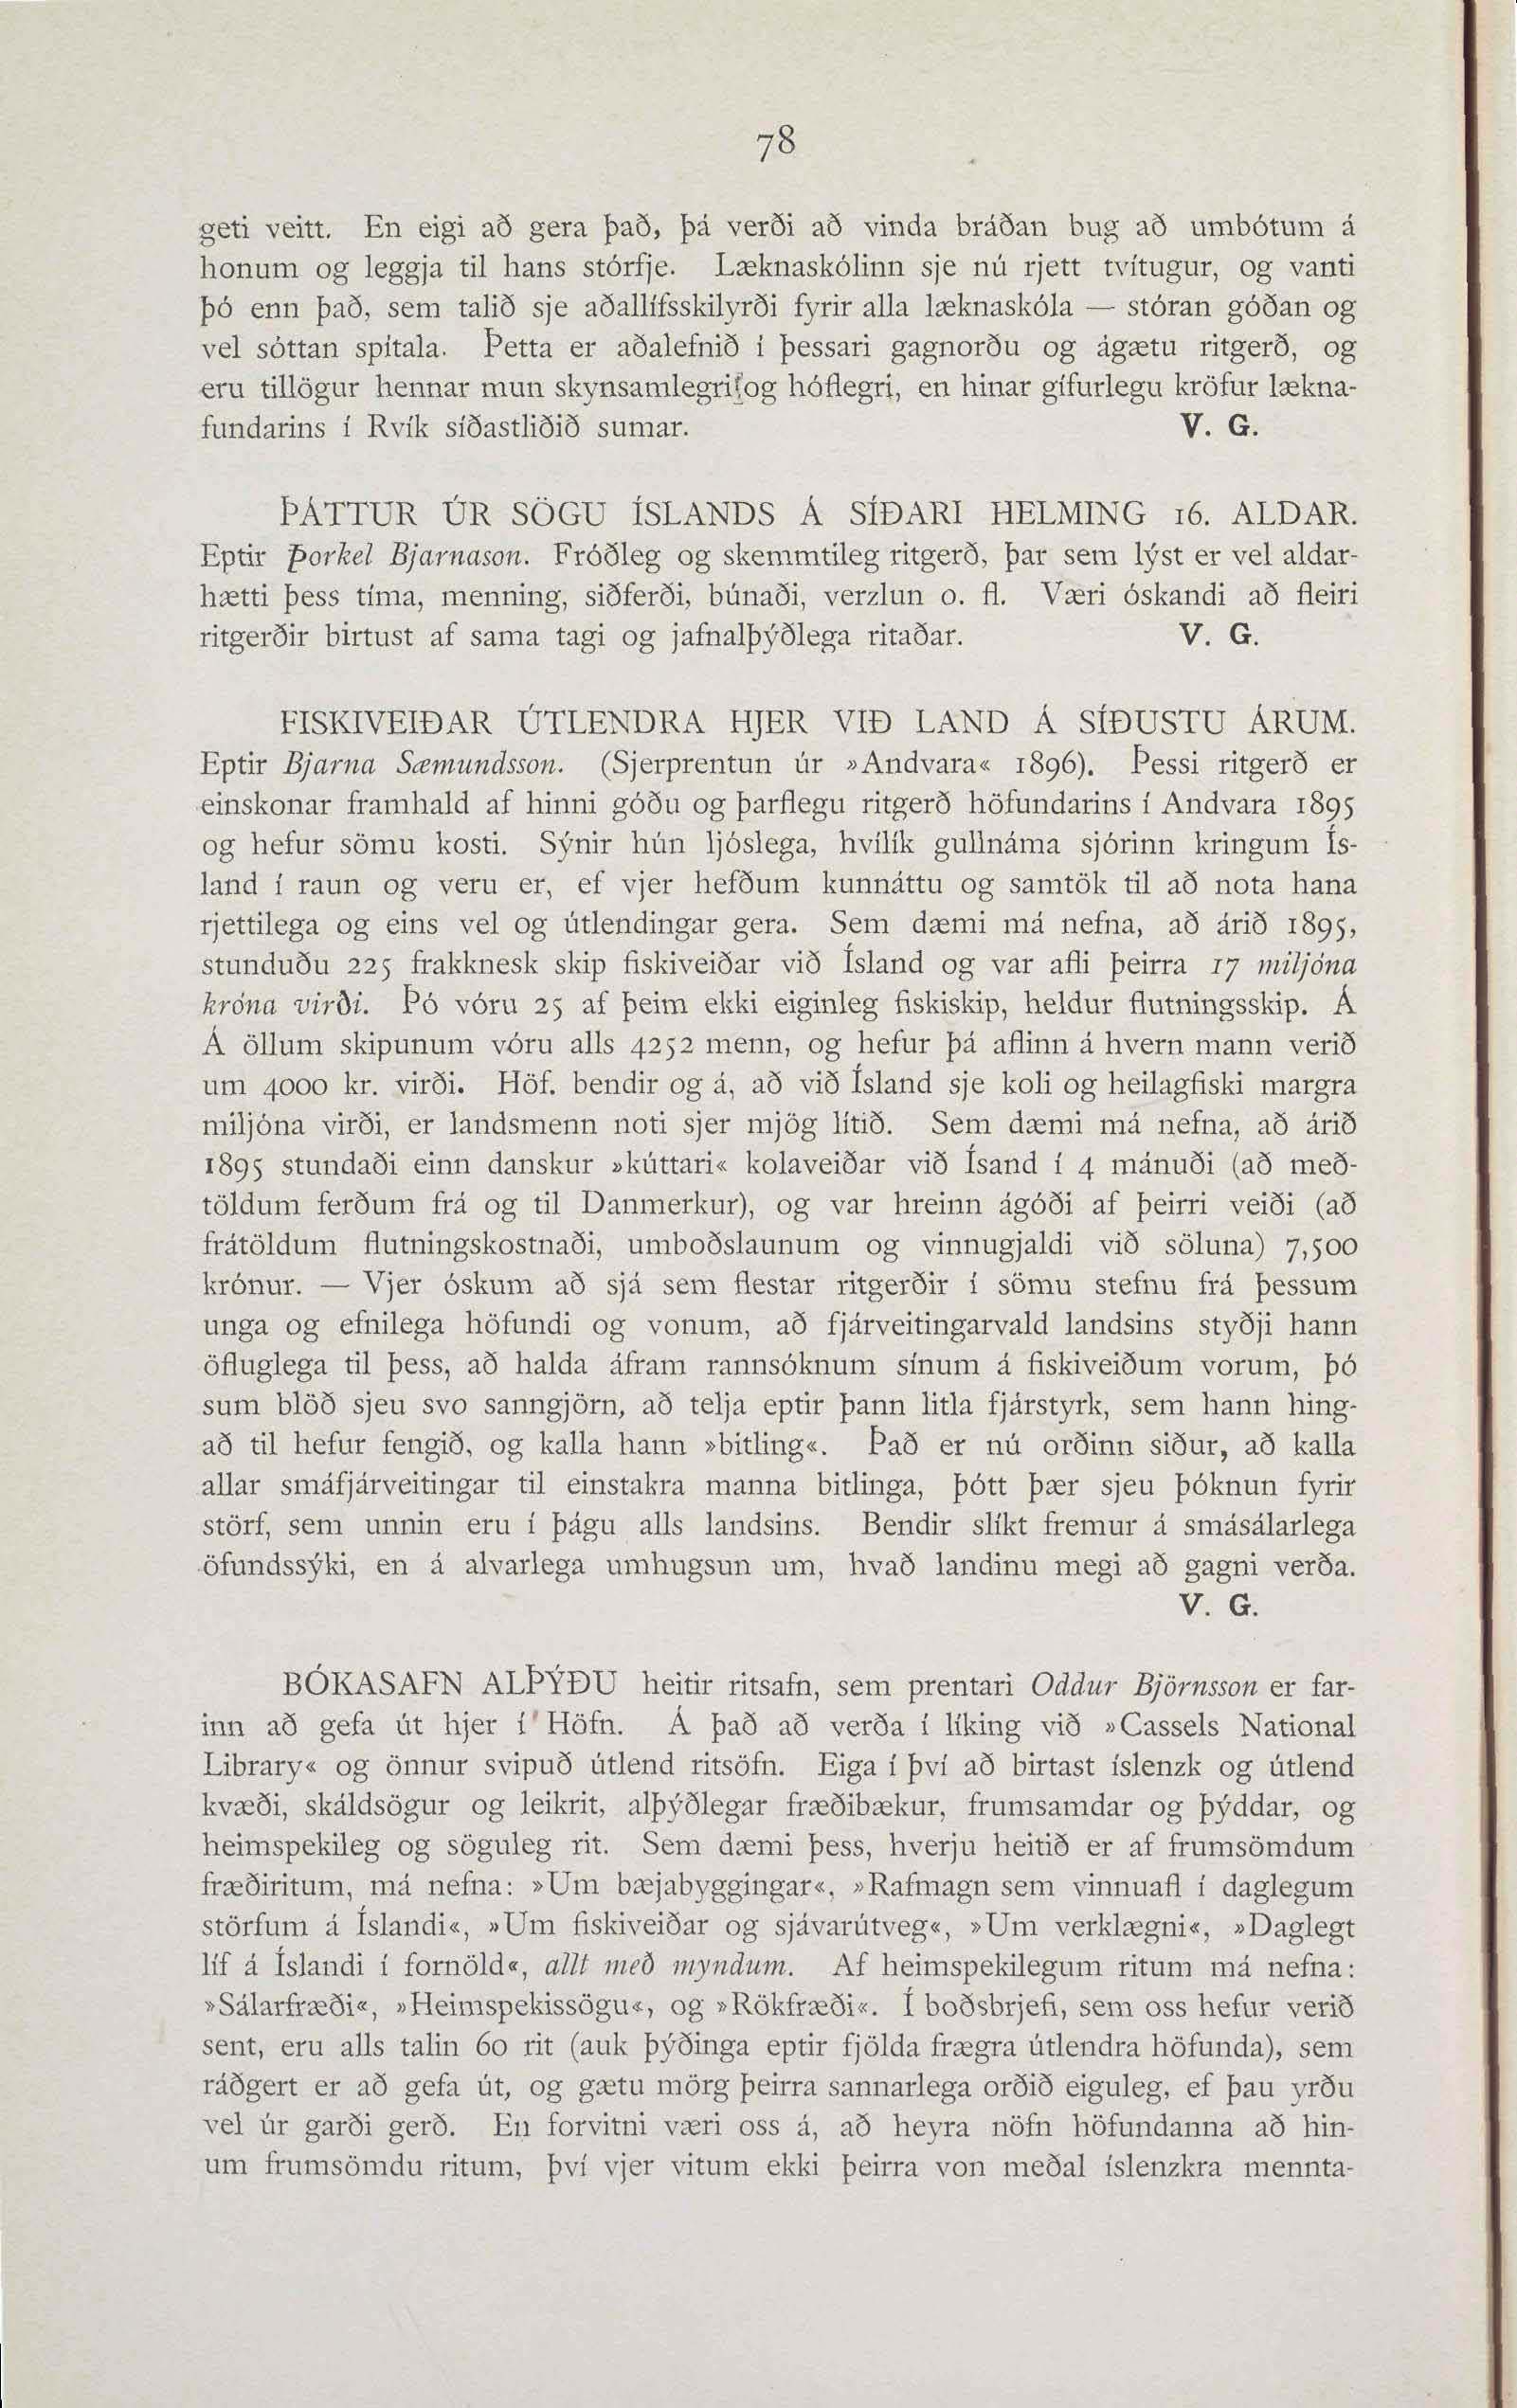 78
geti veitt. En eigi að gera það, þá verði að vinda bráðan bug að umbótum á
honum og leggja til hans stórfje. Læknaskólinn sje nú rjett tvítugur, og vanti
þó enn það, sem talið sje aðallífsskilyrði fyrir alla læknaskóla — stóran góðan og
vel sóttan spítala. Þetta er aðalefnið í þessari gagnorðu og ágætu ritgerð, og
eru tillögur hennar mun skynsamlegri og hóflegri, en hinar gífurlegu kröfur lækna-
fundarins í Rvík síðastliðið sumar. V. G.
ÞÁTTUR ÚR SÖGU ÍSLANDS Á SÍÐARI HELMING 16. ALDAR.
Eptir Þorkel Bjarnason. Fróðleg og skemmtileg ritgerð, þar sem lýst er vel aldar-
hætti þess tíma, menning, siðferði, búnaði, verzlun o. fl. Væri óskandi að fleiri
ritgerðir birtust af sama tagi og jafnalþýðlega ritaðar. V. G.
FISKIVEIÐAR ÚTLENDRA HJER VIÐ LAND Á SÍÐUSTU ÁRUM.
Eptir Bjarna Sæmundsson. (Sjerprentun úr »Andvara« 1896). Þessi ritgerð er
einskonar framhald af hinni góðu og þarflegu ritgerð höfundarins í Andvara 1895
og hefur sömu kosti. Sýnir hún ljóslega, hvílík gullnáma sjórinn kringum Ís-
land í raun og veru er, ef vjer hefðum kunnáttu og samtök til að nota hana
rjettilega og eins vel og útlendingar gera. Sem dæmi má nefna, að árið 1895,
stunduðu 225 frakknesk skip fiskiveiðar við Ísland og var afli þeirra 17 miljóna
króna virði. Þó vóru 25 af þeim ekki eiginleg fiskiskip, heldur flutningsskip. Á
Á öllum skipunum vóru alls 4252 menn, og hefur þá aflinn á hvern mann verið
um 4000 kr. virði. Höf. bendir og á, að við Ísland sje koli og heilagfiski margra
miljóna virði, er landsmenn noti sjer mjög lítið. Sem dæmi má nefna, að árið
1895 stundaði einn danskur »kúttari« kolaveiðar við Ísand í 4 mánuði (að með-
töldum ferðum frá og til Danmerkur), og var hreinn ágóði af þeirri veiði (að
frátöldum flutningskostnaði, umboðslaunum og vinnugjaldi við söluna) 7,500
krónur. — Vjer óskum að sjá sem flestar ritgerðir í sömu stefnu frá þessum
unga og efnilega höfundi og vonum, að fjárveitingarvald landsins styðji hann
öfluglega til þess, að halda áfram rannsóknum sínum á fiskiveiðum vorum, þó
sum blöð sjeu svo sanngjörn, að telja eptir þann litla fjárstyrk, sem hann hing-
að til hefur fengið, og kalla hann »bitling«. Það er nú orðinn siður, að kalla
allar smáfjárveitingar til einstakra manna bitlinga, þótt þær sjeu þóknun fyrir
störf, sem unnin eru í þágu alls landsins. Bendir slíkt fremur á smásálarlega
öfundssýki, en á alvarlega umhugsun um, hvað landinu megi að gagni verða.
V. G.
BÓKASAFN ALÞÝÐU heitir ritsafn, sem prentari Oddur Björnsson er far-
inn að gefa út hjer í Höfn. Á það að verða í líking við »Cassels National
Library« og önnur svipuð útlend ritsöfn. Eiga í því að birtast íslenzk og útlend
kvæði, skáldsögur og leikrit, alþýðlegar fræðibækur, frumsamdar og þýddar, og
heimspekileg og söguleg rit. Sem dæmi þess, hverju heitið er af frumsömdum
fræðiritum, má nefna: »Um bæjabyggingar«, »Rafmagn sem vinnuafl í daglegum
störfum á Íslandi«, »Um fiskiveiðar og sjávarútveg«, »Um verklægni«, »Daglegt
líf á Íslandi í fornöld«, allt með myndum. Af heimspekilegum ritum má nefna:
»Sálarfræði«, »Heimspekissögu«, og »Rökfræði«. Í boðsbrjefi, sem oss hefur verið
sent, eru alls talin 60 rit (auk þýðinga eptir fjölda frægra útlendra höfunda), sem
ráðgert er að gefa út, og gætu mörg þeirra sannarlega orðið eiguleg, ef þau yrðu
vel úr garði gerð. En forvitni væri oss á, að heyra nöfn höfundanna að hin-
um frumsömdu ritum, því vjer vitum ekki þeirra von meðal íslenzkra mennta-